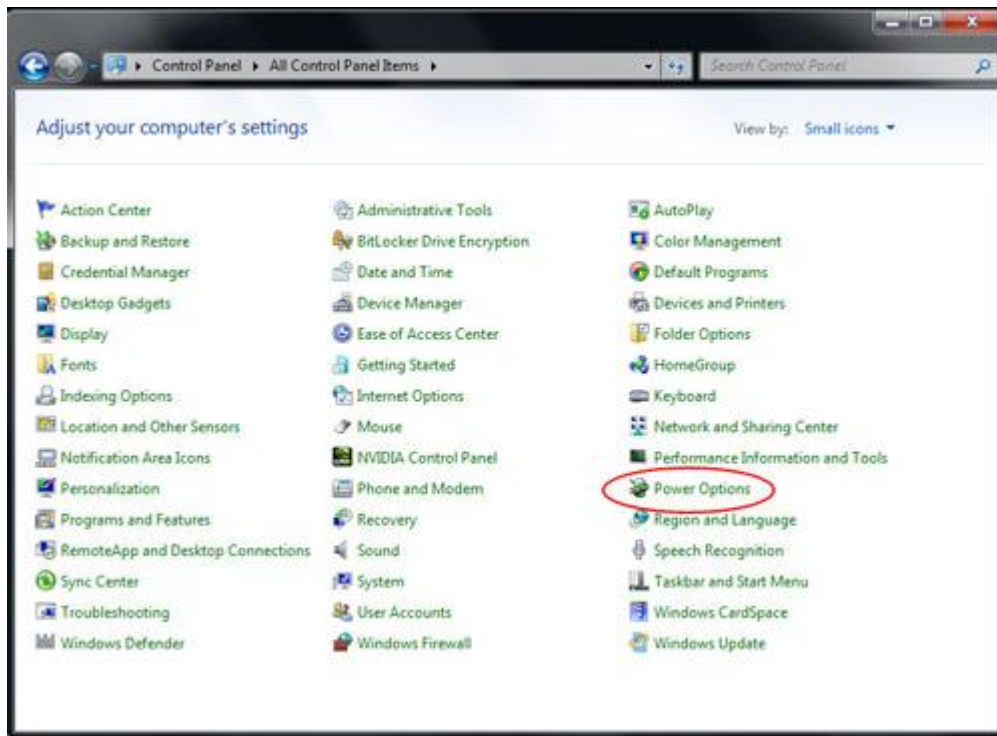 Control Panel All Control Panel Items Search Control Panel
Adjust your computer's settings View by: Small icons
Action Center Administrative Tools AutoPlay
Backup and Restore BitLocker Drive Encryption Color Management
Credential Manager Date and Time Default Programs
Desktop Gadgets Device Manager Devices and Printers
Display Ease of Access Center Folder Options
Fonts Getting Started HomeGroup
Indexing Options Internet Options Keyboard
Location and Other Sensors Mouse Network and Sharing Center
Notification Area Icons NVIDIA Control Panel Performance Information and Tools
Personalization Phone and Modem Power Options
Programs and Features Recovery Region and Language
RemoteApp and Desktop Connections Sound Speech Recognition
Sync Center System Taskbar and Start Menu
Troubleshooting User Accounts Windows CardSpace
Windows Defender Windows Firewall Windows Update